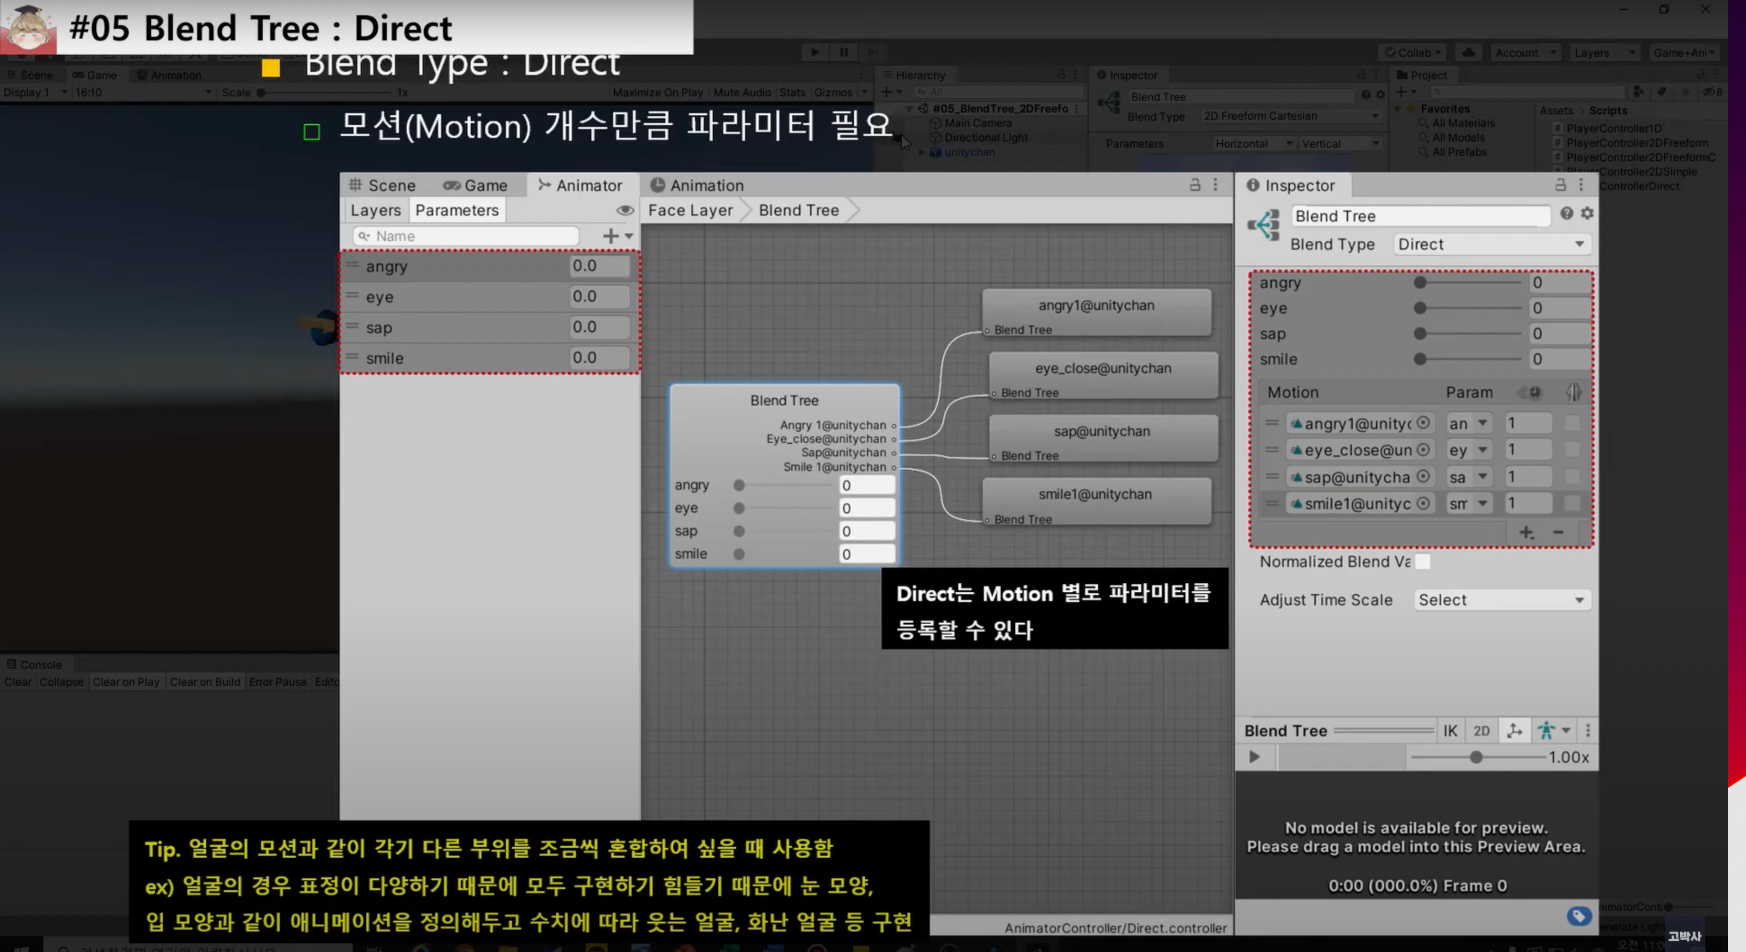 #05 Blend Tree : Direct
Blend Type : Direct
모션(Motion) 개수만큼 파라미터 필요
Collab
Account
Layers
Game+Ani
Scene
Game
Animation
Display 1
16:10
Scale
1x
Maximize On Play
Mute Audio
Stats
Gizmos
Hierarchy
All
#05_BlendTree_2DFreefo
Main Camera
Directional Light
unitychan
Inspector
Blend Tree
Blend Type
2D Freeform Cartesian
Parameters
Horizontal
Vertical
Project
8
Favorites
All Materials
All Models
All Prefabs
Assets
Scripts
PlayerController1D
PlayerController2DFreeform
PlayerController2DFreeformC
PlayerController2DSimple
ControllerDirect
Scene
Game
Animator
Animation
Layers
Parameters
Face Layer
Blend Tree
Name
angry 0.0
eye 0.0
sap 0.0
smile 0.0
Blend Tree
Angry 1@unitychan
Eye_close@unitychan
Sap@unitychan
Smile 1@unitychan
angry 0
eye 0
sap 0
smile 0
angry1@unitychan
Blend Tree
eye_close@unitychan
Blend Tree
sap@unitychan
Blend Tree
smile1@unitychan
Blend Tree
Direct는 Motion 별로 파라미터를
등록할 수 있다
Inspector
Blend Tree
Blend Type Direct
angry 0
eye 0
sap 0
smile 0
Motion Param
angry1@unityc an 1
eye_close@un ey 1
sap@unitycha sa 1
smile1@unityc sm 1
Normalized Blend Va
Adjust Time Scale Select
Blend Tree IK 2D
1.00x
No model is available for preview.
Please drag a model into this Preview Area.
0:00 (000.0%) Frame 0
Console
Clear
Collapse
Clear on Play
Clear on Build
Error Pause
Edito
Tip. 얼굴의 모션과 같이 각기 다른 부위를 조금씩 혼합하여 싶을 때 사용함
ex) 얼굴의 경우 표정이 다양하기 때문에 모두 구현하기 힘들기 때문에 눈 모양,
입 모양과 같이 애니메이션을 정의해두고 수치에 따라 웃는 얼굴, 화난 얼굴 등 구현
AnimatorController/Direct.controller
고박사